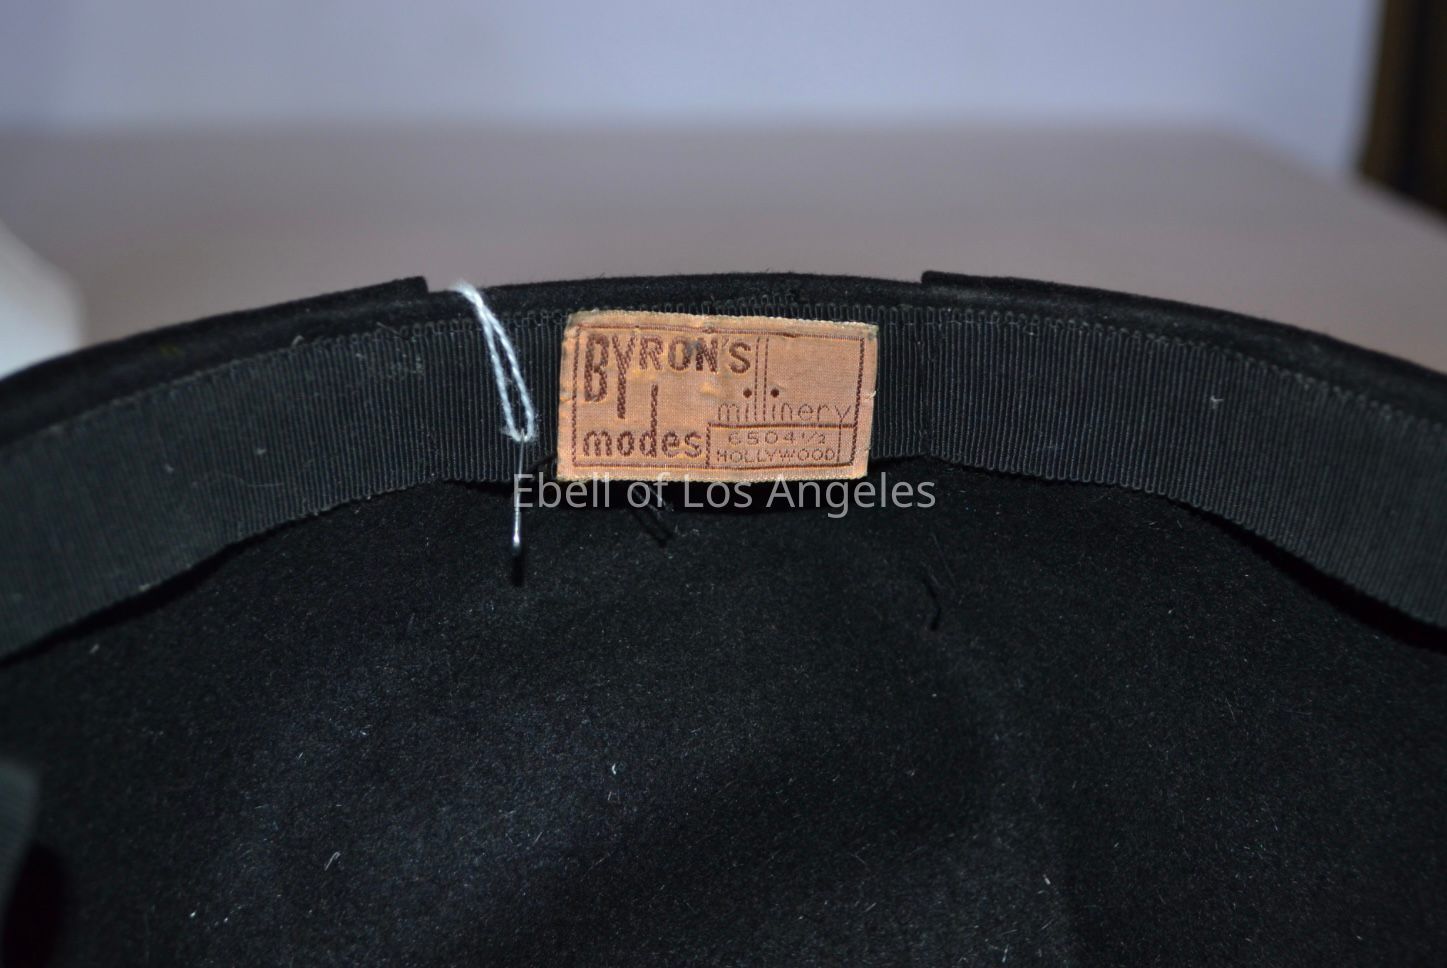 BYRON'S
modes
millinery
6504½
HOLLYWOOD
Ebell of Los Angeles